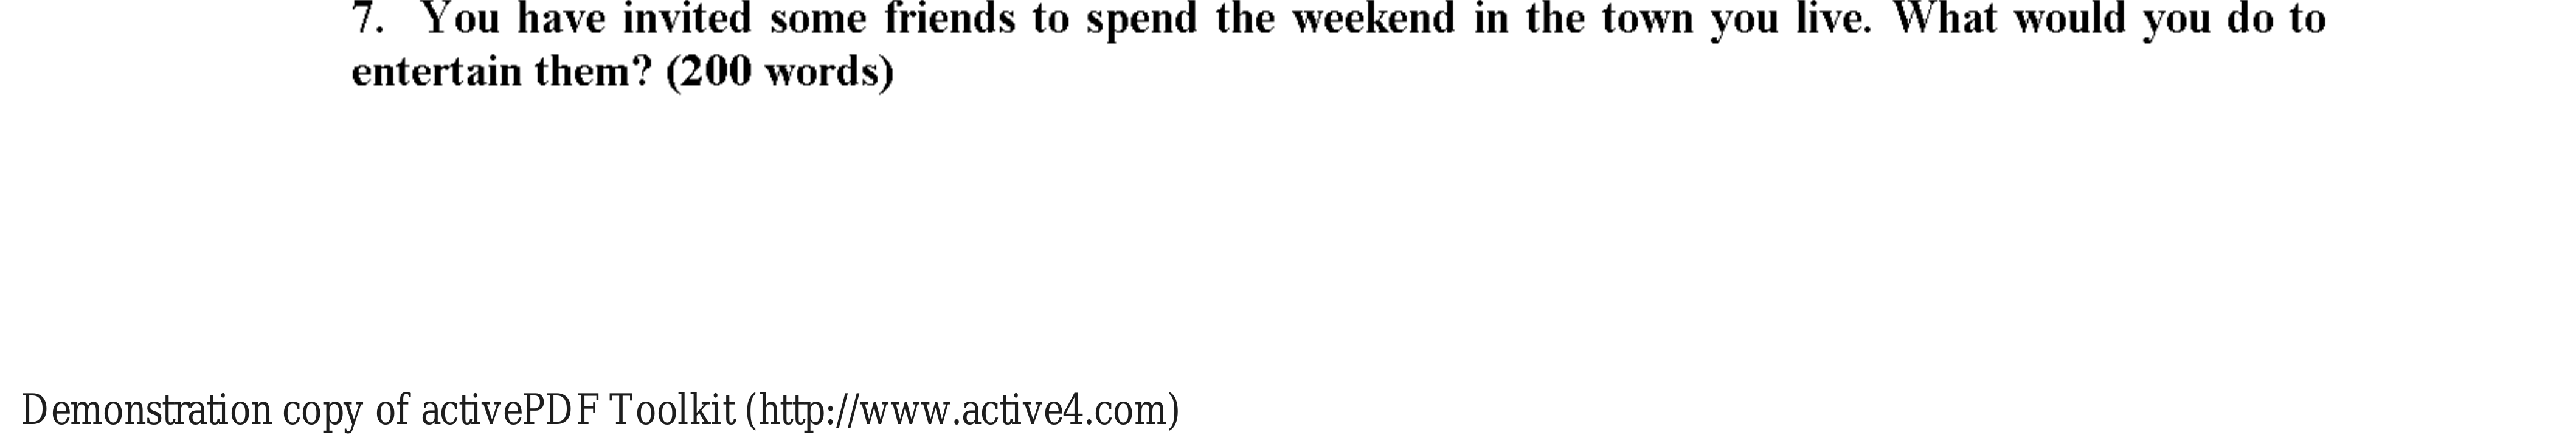 7. You have invited some friends to spend the weekend in the town you live. What would you do to
entertain them? (200 words)
Demonstration copy of activePDF Toolkit (http://www.active4.com)